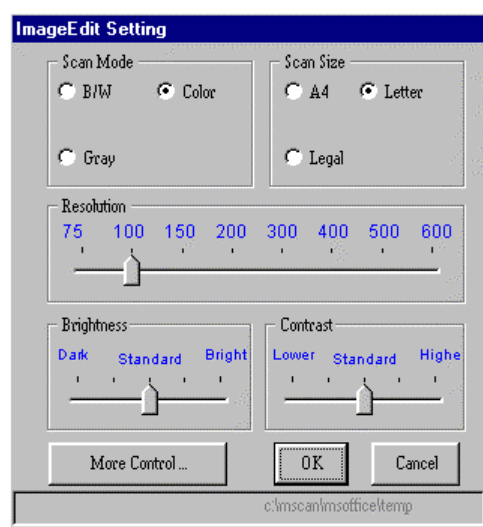 ImageEdit Setting
Scan Mode
B/W Color
Gray
Scan Size
A4 Letter
Legal
Resolution
75 100 150 200 300 400 500 600
Brightness
Dark Standard Bright
Contrast
Lower Standard Highe
More Control ...
OK
Cancel
c:\mscan\msoffice\temp